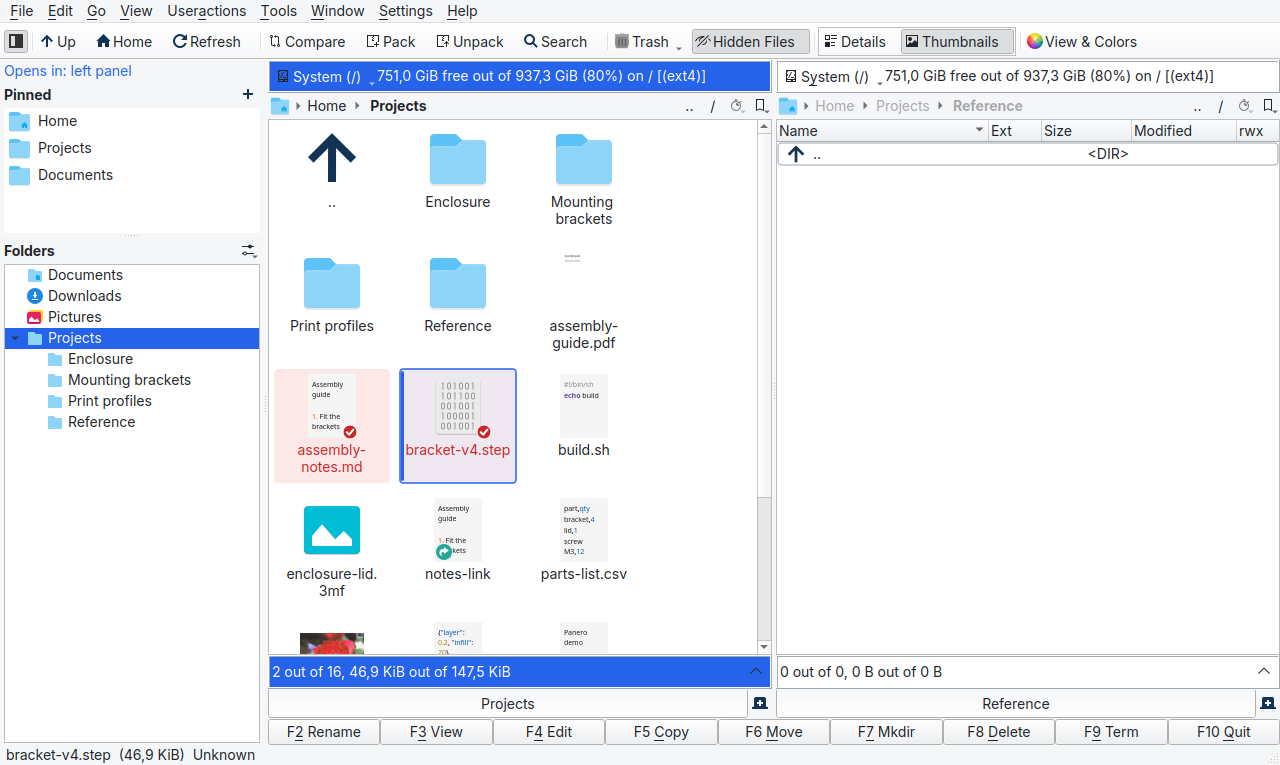 File Edit Go View Useractions Tools Window Settings Help
Up Home Refresh Compare Pack Unpack Search Trash Hidden Files Details Thumbnails View & Colors
Opens in: left panel
Pinned
Home
Projects
Documents
Folders
Documents
Downloads
Pictures
Projects
Enclosure
Mounting brackets
Print profiles
Reference
System (/) 751,0 GiB free out of 937,3 GiB (80%) on / [(ext4)]
Home Projects .. /
..
Enclosure
Mounting
brackets
Print profiles
Reference
assembly-
guide.pdf
Assembly
guide
1. Fit the
brackets
assembly-
notes.md
101001
101100
001001
100001
001001
bracket-v4.step
#!/bin/sh
echo build
build.sh
enclosure-lid.
3mf
Assembly
guide
1. Fit the
kets
notes-link
part,qty
bracket,4
lid,1
screw
M3,12
parts-list.csv
{"layer":
0.2, "infill":
20},
Panero
demo
2 out of 16, 46,9 KiB out of 147,5 KiB
Projects
System (/) 751,0 GiB free out of 937,3 GiB (80%) on / [(ext4)]
Home Projects Reference .. /
Name Ext Size Modified rwx
.. <DIR>
0 out of 0, 0 B out of 0 B
Reference
F2 Rename F3 View F4 Edit F5 Copy F6 Move F7 Mkdir F8 Delete F9 Term F10 Quit
bracket-v4.step (46,9 KiB) Unknown